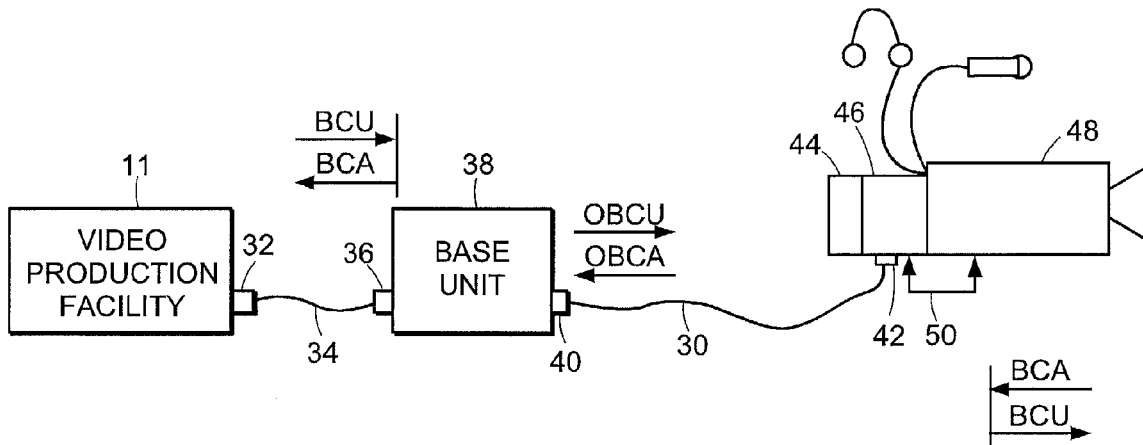 46
44
48
BCU
BCA
11
38
VIDEO
PRODUCTION
FACILITY
32
36
BASE
UNIT
OBCU
OBCA
34
40
30
42
50
BCA
BCU